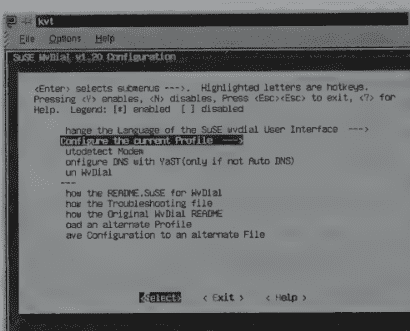 kvt
File Options Help
SuSE WvDial v1.20 Configuration
<Enter> selects submenus --->. Highlighted letters are hotkeys.
Pressing <Y> enables, <N> disables, Press <Esc><Esc> to exit, <?> for
Help. Legend: [*] enabled [ ] disabled
hange the Language of the SuSE wvdial User Interface --->
Configure the current Profile --->
utodetect Modem
onfigure DNS with YaST(only if not Auto DNS)
un WvDial
---
how the README.SuSE for WvDial
how the Troubleshooting file
how the Original WvDial README
oad an alternate Profile
ave Configuration to an alternate File
<Select> < Exit > < Help >